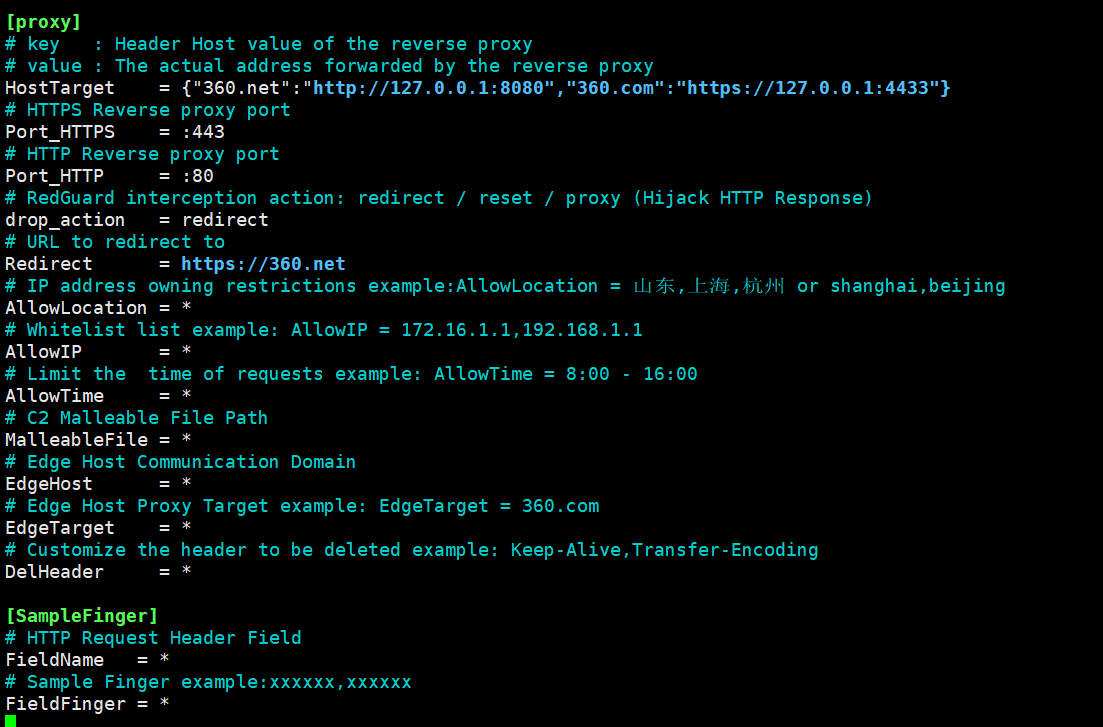 [proxy]
# key   : Header Host value of the reverse proxy
# value : The actual address forwarded by the reverse proxy
HostTarget    = {"360.net":"http://127.0.0.1:8080","360.com":"https://127.0.0.1:4433"}
# HTTPS Reverse proxy port
Port_HTTPS    = :443
# HTTP Reverse proxy port
Port_HTTP     = :80
# RedGuard interception action: redirect / reset / proxy (Hijack HTTP Response)
drop_action   = redirect
# URL to redirect to
Redirect      = https://360.net
# IP address owning restrictions example:AllowLocation = 山东,上海,杭州 or shanghai,beijing
AllowLocation = *
# Whitelist list example: AllowIP = 172.16.1.1,192.168.1.1
AllowIP       = *
# Limit the  time of requests example: AllowTime = 8:00 - 16:00
AllowTime     = *
# C2 Malleable File Path
MalleableFile = *
# Edge Host Communication Domain
EdgeHost      = *
# Edge Host Proxy Target example: EdgeTarget = 360.com
EdgeTarget    = *
# Customize the header to be deleted example: Keep-Alive,Transfer-Encoding
DelHeader     = *

[SampleFinger]
# HTTP Request Header Field
FieldName   = *
# Sample Finger example:xxxxxx,xxxxxx
FieldFinger = *